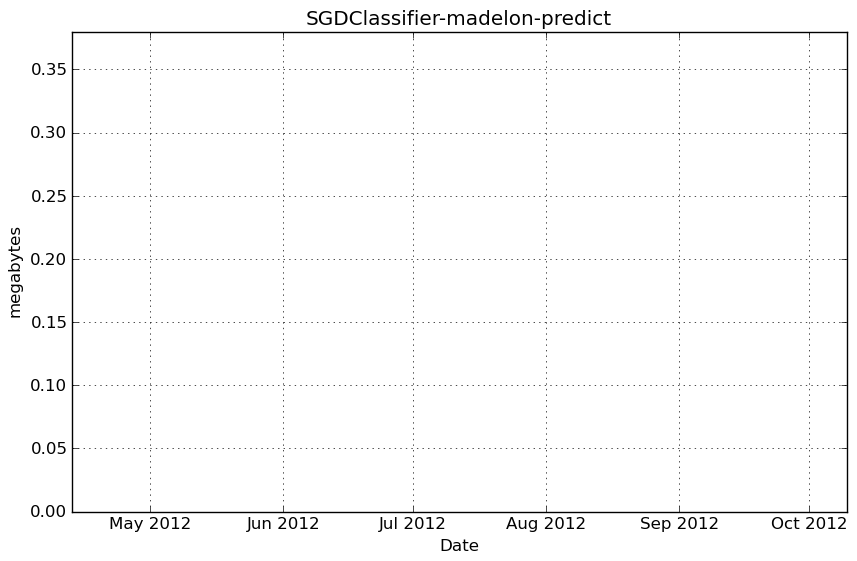 SGDClassifier-madelon-predict
0.35
0.30
0.25
0.20
0.15
0.10
0.05
0.00
megabytes
May 2012 Jun 2012 Jul 2012 Aug 2012 Sep 2012 Oct 2012
Date